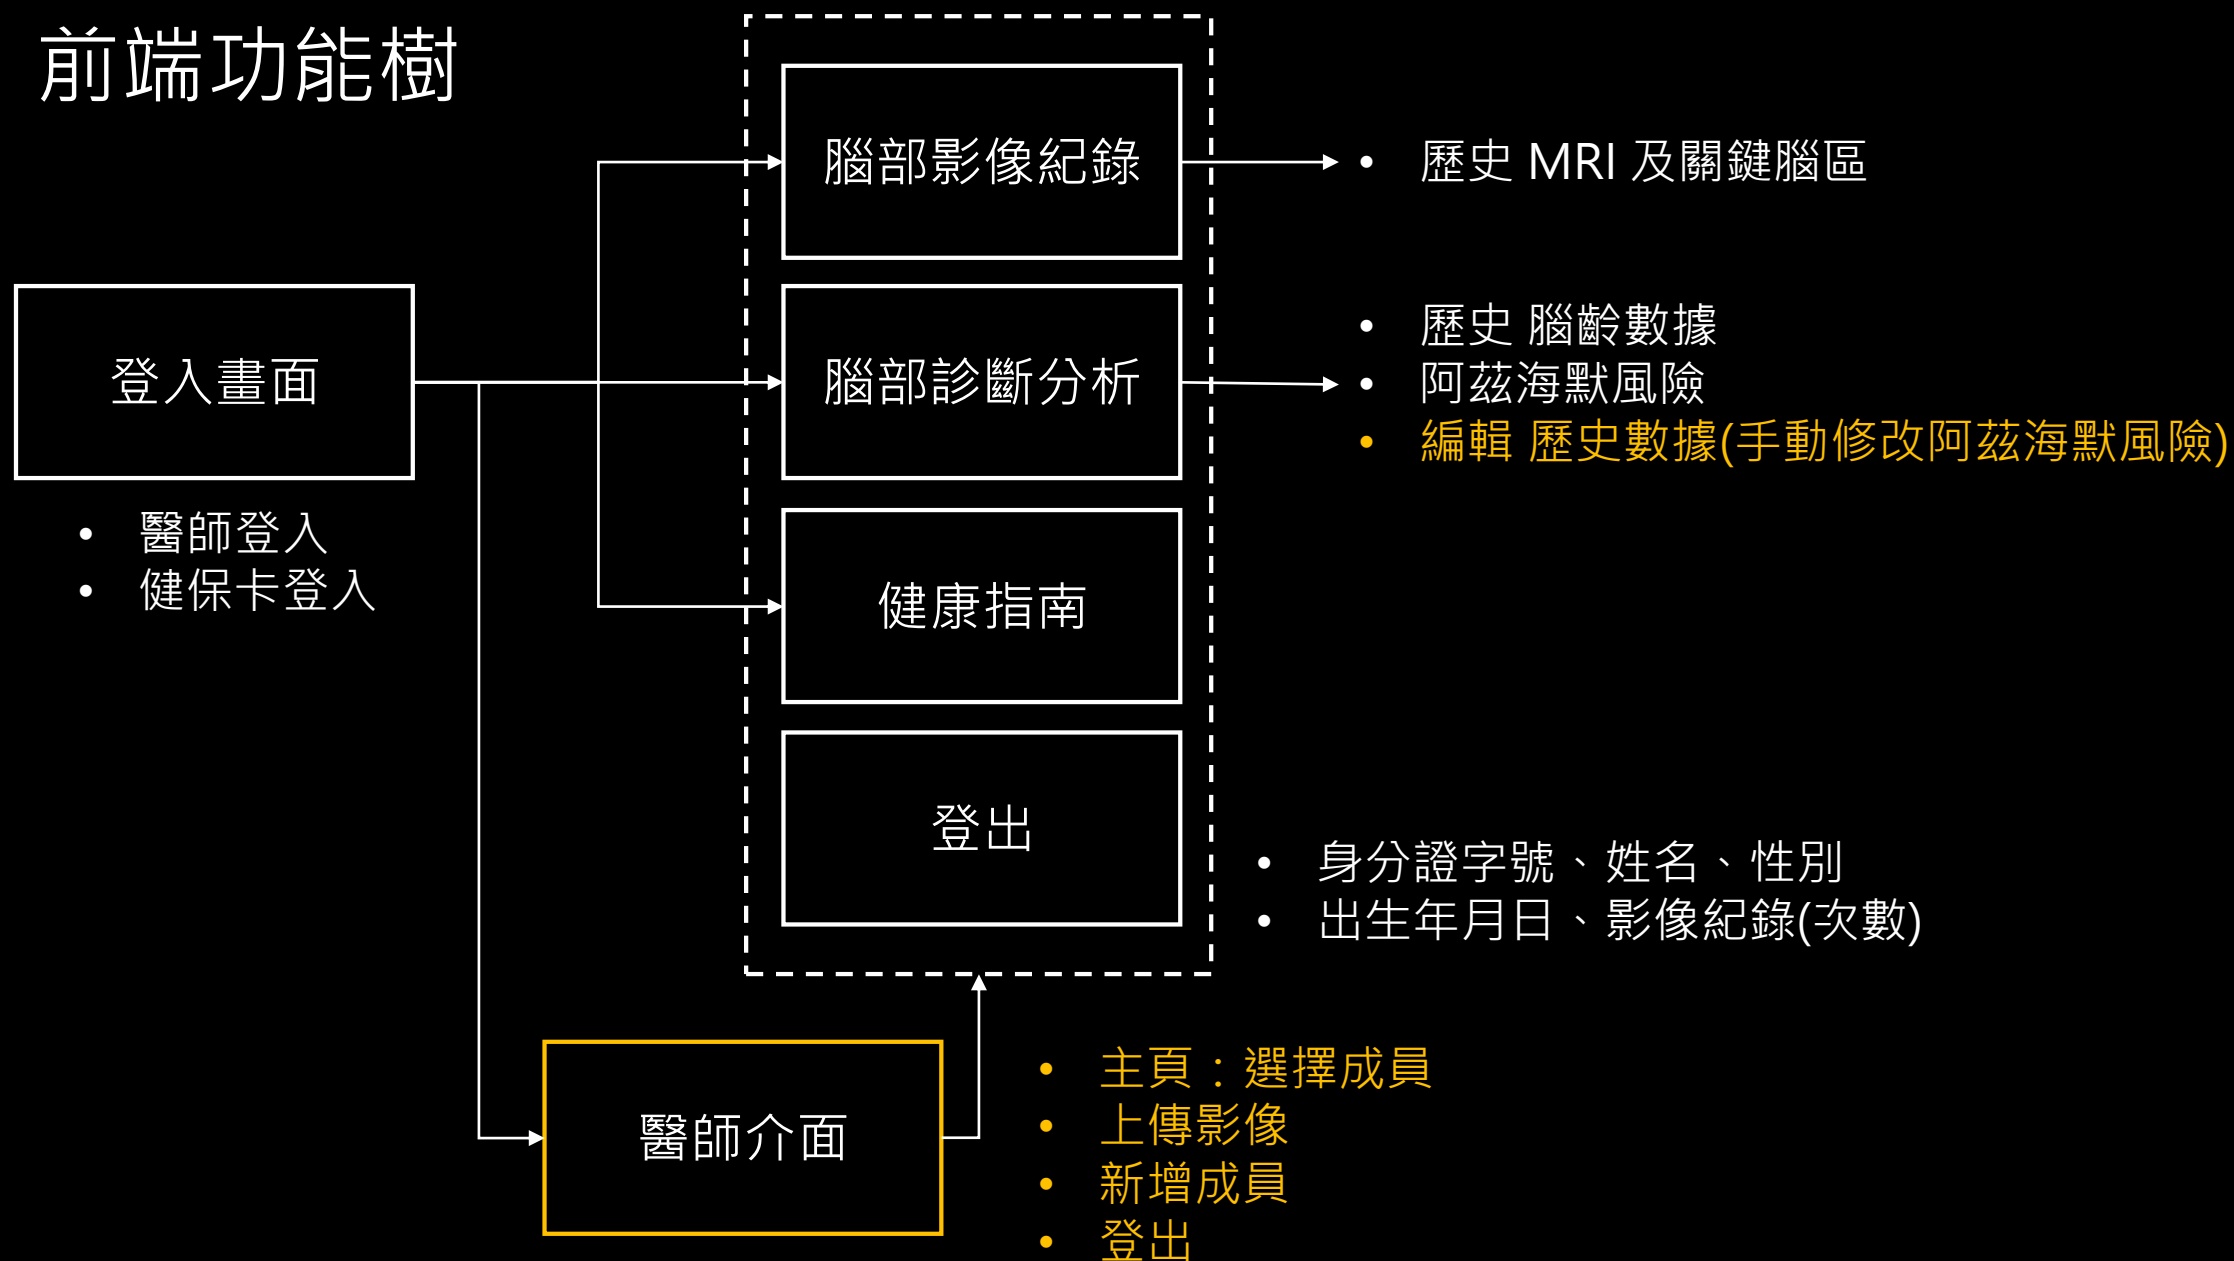 前端功能樹
腦部影像紀錄
• 歷史 MRI 及關鍵腦區
登入畫面
• 醫師登入
• 健保卡登入
腦部診斷分析
• 歷史 腦齡數據
• 阿茲海默風險
• 編輯 歷史數據(手動修改阿茲海默風險)
健康指南
登出
• 身分證字號、姓名、性別
• 出生年月日、影像紀錄(次數)
醫師介面
• 主頁：選擇成員
• 上傳影像
• 新增成員
• 登出